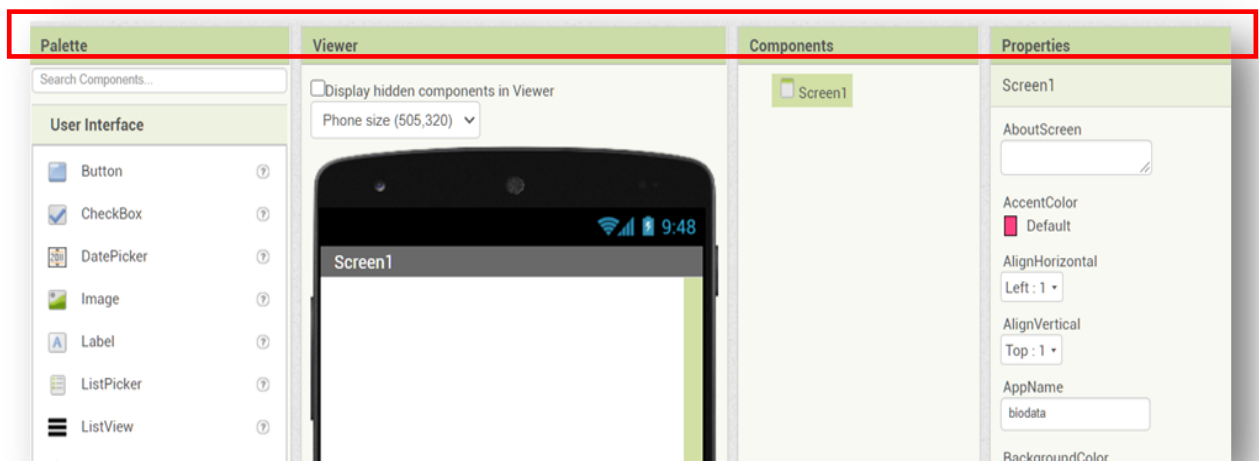 Palette
Viewer
Components
Properties
Search Components...
User Interface
Button
CheckBox
DatePicker
Image
Label
ListPicker
ListView
Display hidden components in Viewer
Phone size (505,320)
9:48
Screen1
Screen1
Screen1
AboutScreen
AccentColor
Default
AlignHorizontal
Left : 1
AlignVertical
Top : 1
AppName
biodata
BackgroundColor